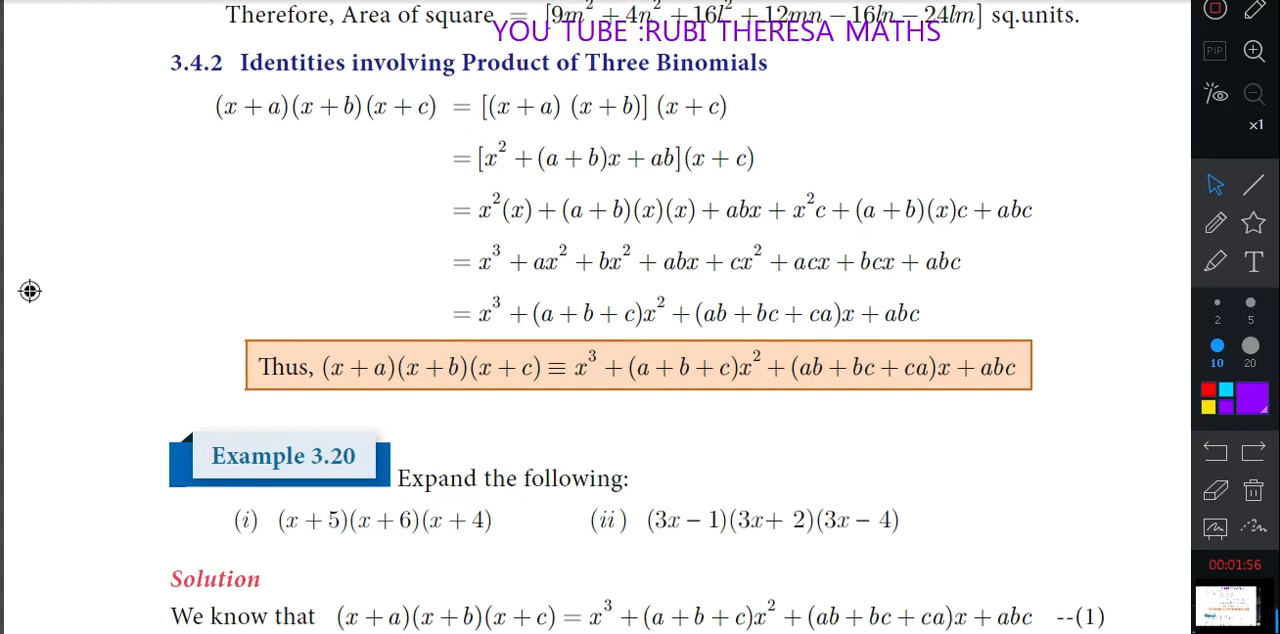 Therefore, Area of square = [9m² + 4n² + 16l² + 12mn − 16ln − 24lm] sq.units.
YOU TUBE :RUBI THERESA MATHS
3.4.2 Identities involving Product of Three Binomials
(x + a)(x + b)(x + c) = [(x + a) (x + b)] (x + c)
= [x² + (a + b)x + ab](x + c)
= x²(x) + (a + b)(x)(x) + abx + x²c + (a + b)(x)c + abc
= x³ + ax² + bx² + abx + cx² + acx + bcx + abc
= x³ + (a + b + c)x² + (ab + bc + ca)x + abc
Thus, (x + a)(x + b)(x + c) ≡ x³ + (a + b + c)x² + (ab + bc + ca)x + abc
Example 3.20
Expand the following:
(i) (x + 5)(x + 6)(x + 4) (ii) (3x − 1)(3x + 2)(3x − 4)
Solution
We know that (x + a)(x + b)(x + c) = x³ + (a + b + c)x² + (ab + bc + ca)x + abc --(1)
PIP
x1
T
2 5
10 20
00:01:56